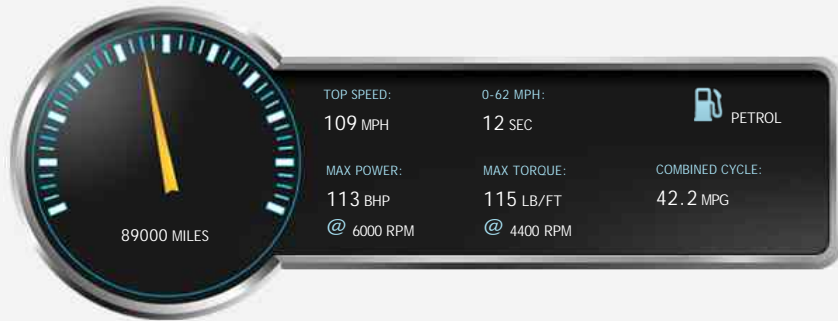 TOP SPEED:
109 MPH
0-62 MPH:
12 SEC
PETROL
MAX POWER:
113 BHP
@ 6000 RPM
MAX TORQUE:
115 LB/FT
@ 4400 RPM
COMBINED CYCLE:
42.2 MPG
89000 MILES